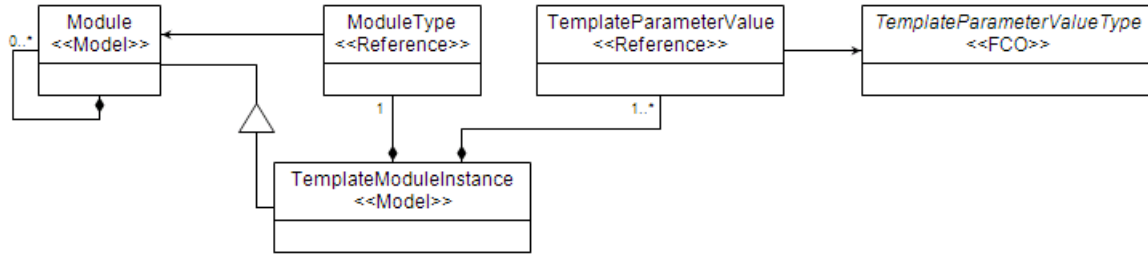 Module
<<Model>>
ModuleType
<<Reference>>
TemplateParameterValue
<<Reference>>
TemplateParameterValueType
<<FCO>>
0..*
1
1..*
TemplateModuleInstance
<<Model>>